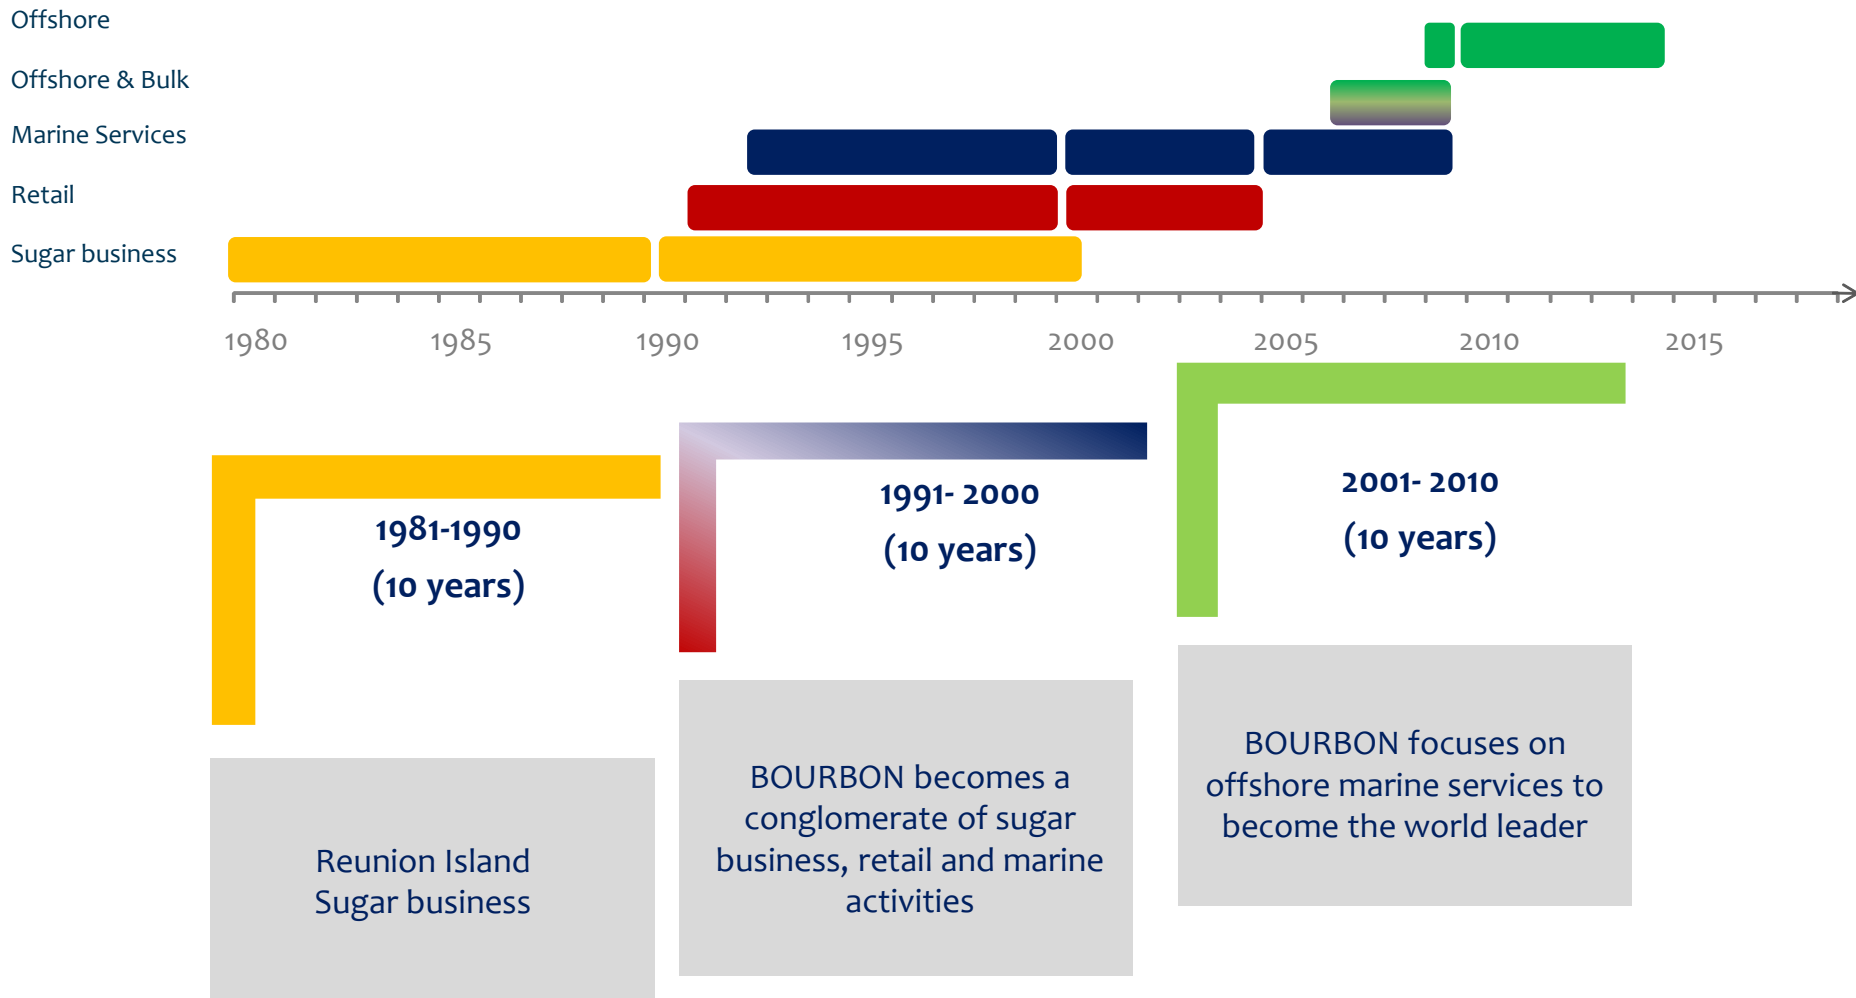 Offshore
Offshore & Bulk
Marine Services
Retail
Sugar business
1980 1985 1990 1995 2000 2005 2010 2015
1981-1990
(10 years)
Reunion Island
Sugar business
1991- 2000
(10 years)
BOURBON becomes a
conglomerate of sugar
business, retail and marine
activities
2001- 2010
(10 years)
BOURBON focuses on
offshore marine services to
become the world leader